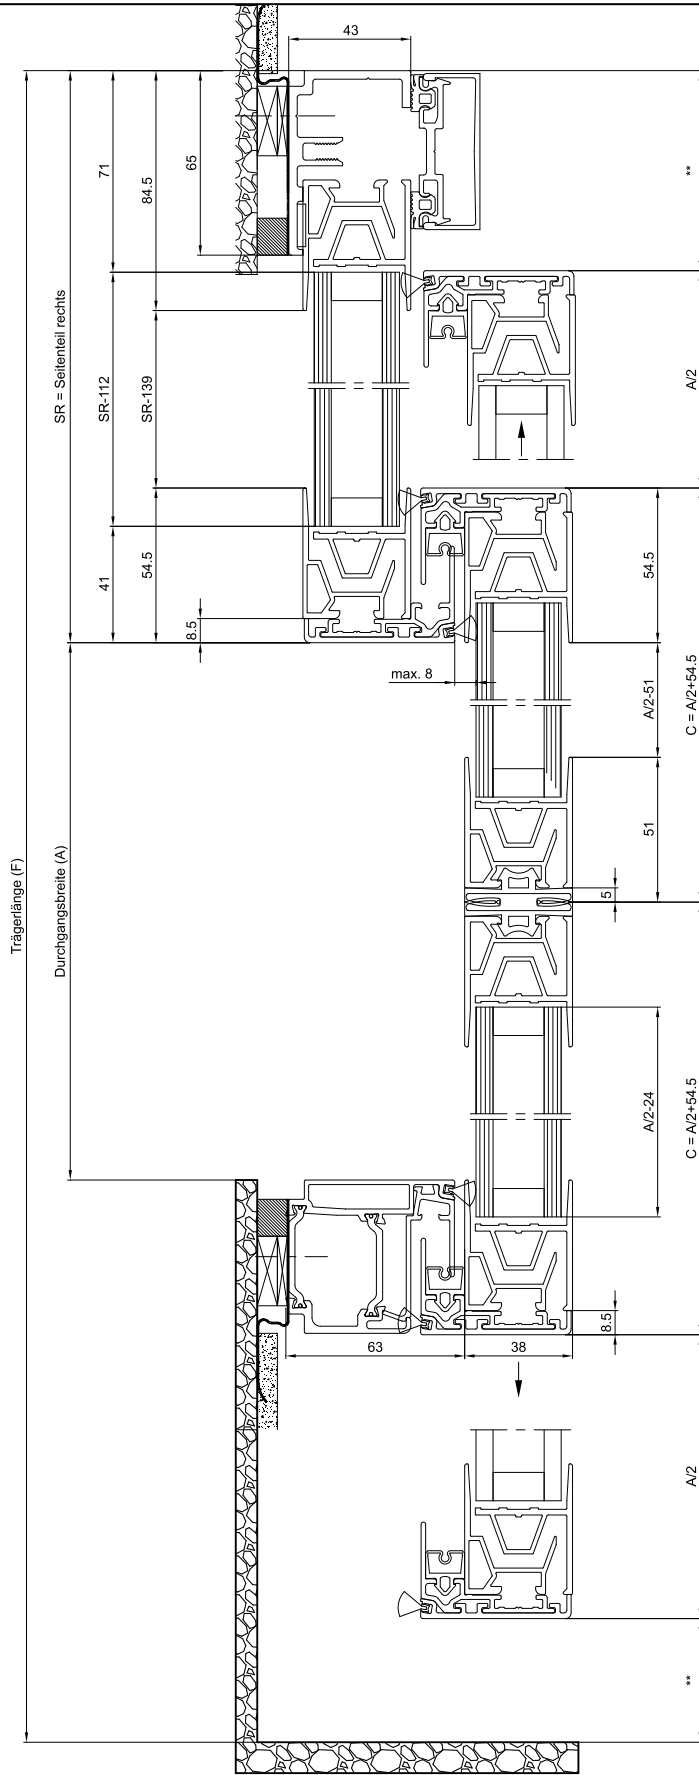 43
71
84.5
65
**
SR = Seitenteil rechts
SR-112
SR-139
A/2
41
54.5
8.5
54.5
max. 8
A/2-51
C = A/2+54.5
51
5
Trägerlänge (F)
Durchgangsbreite (A)
A/2-24
C = A/2+54.5
8.5
63
38
A/2
**